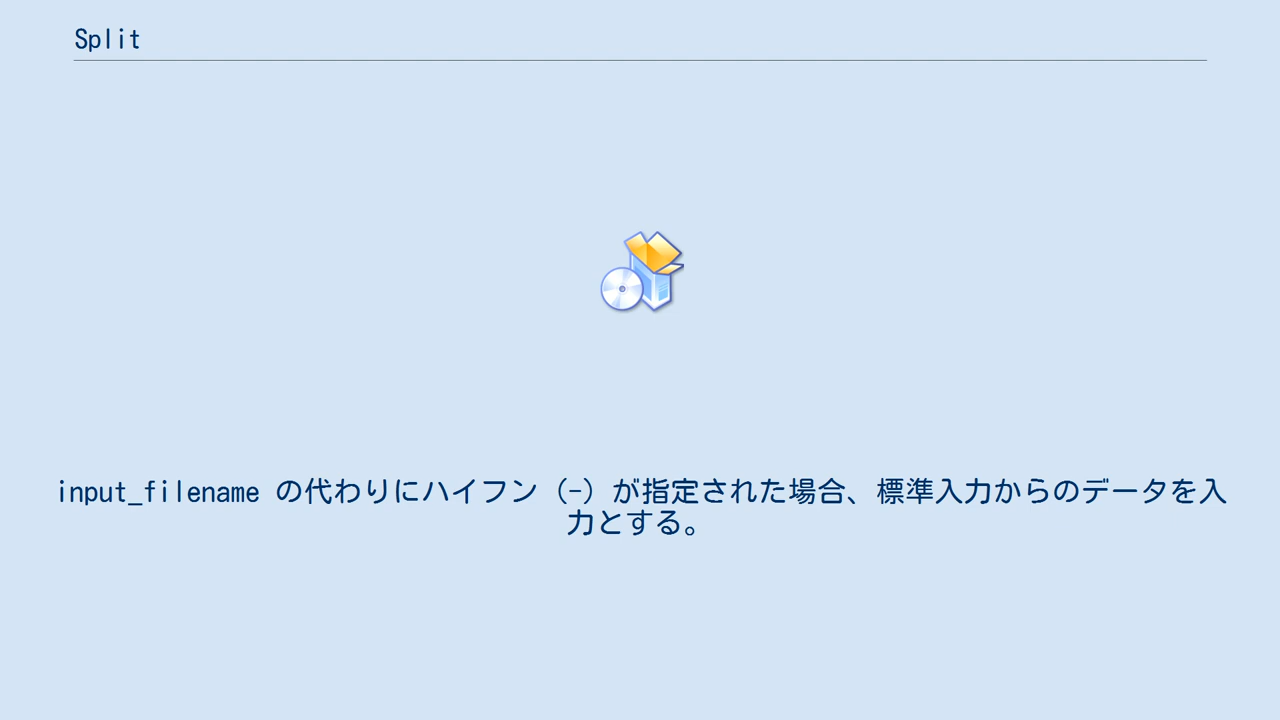 Split
input_filename の代わりにハイフン（-）が指定された場合、標準入力からのデータを入
力とする。